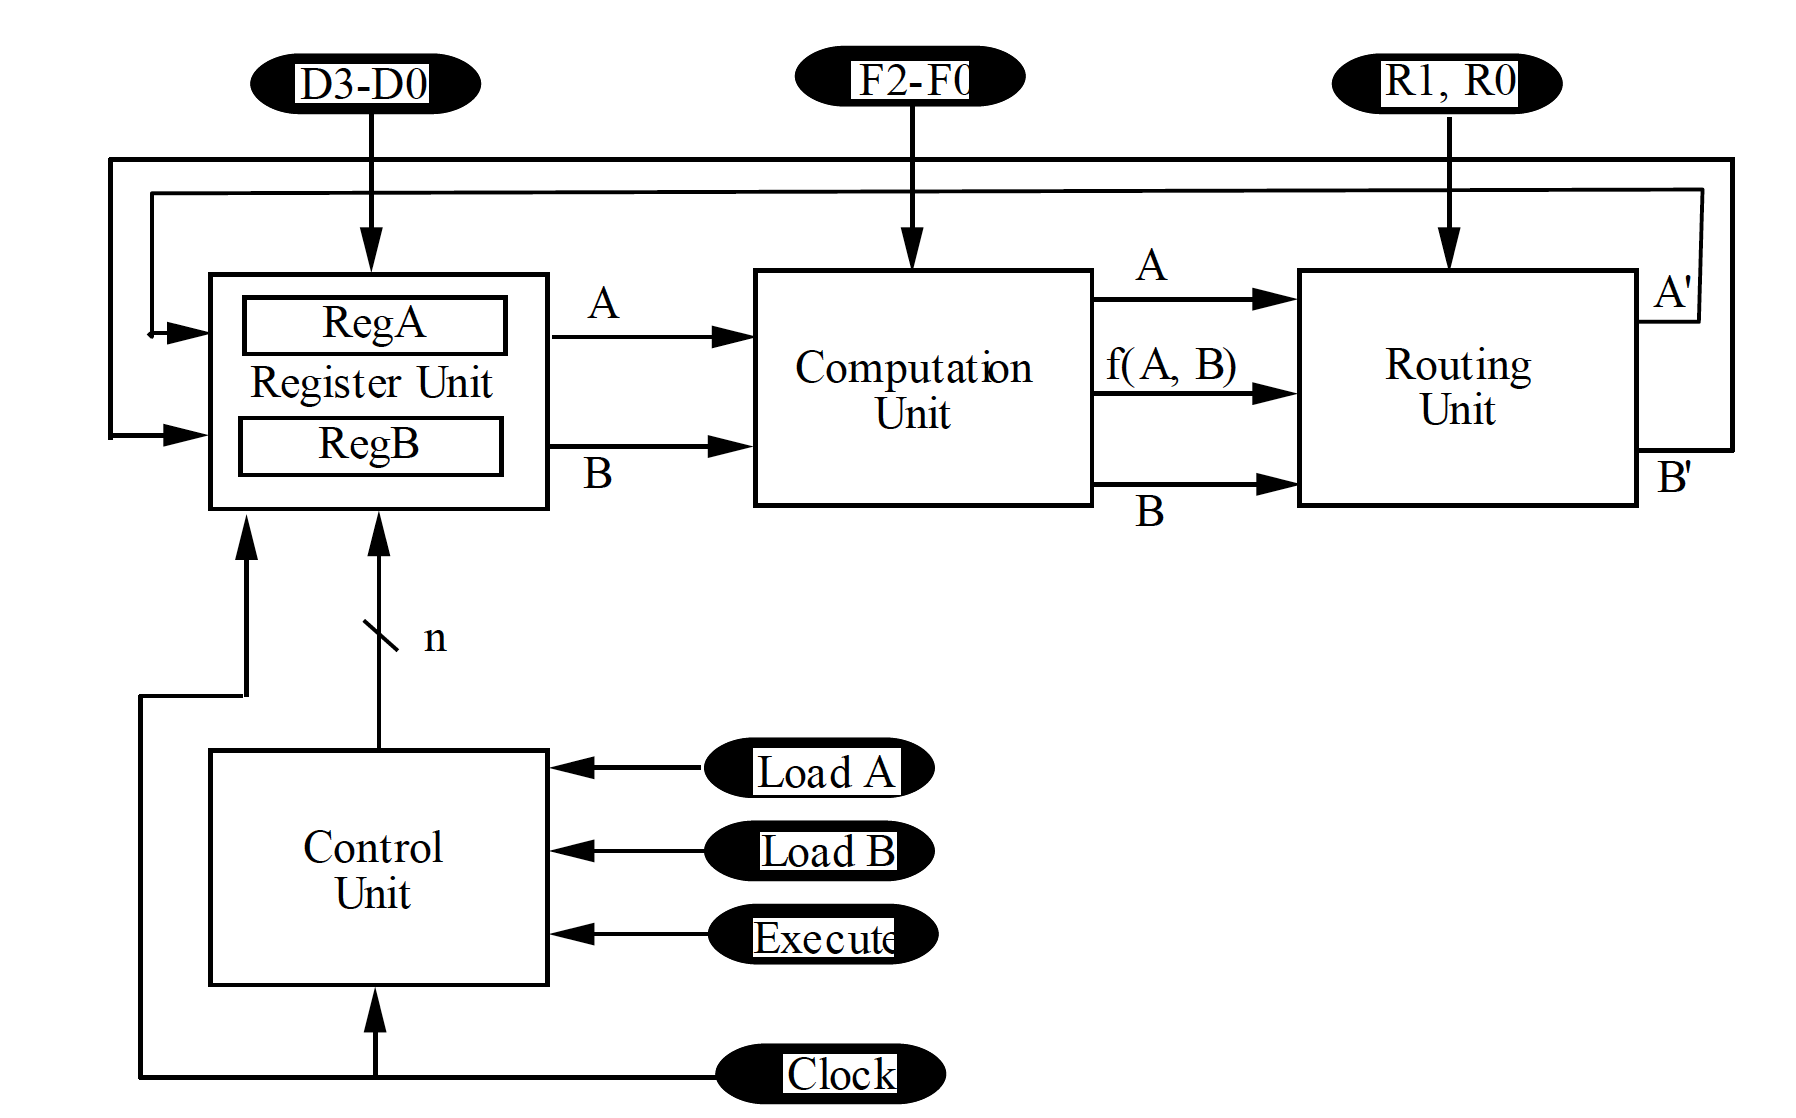 D3-D0
F2-F0
R1, R0
RegA
Register Unit
RegB
A
B
Computation
Unit
A
f(A, B)
B
Routing
Unit
A'
B'
n
Control
Unit
Load A
Load B
Execute
Clock